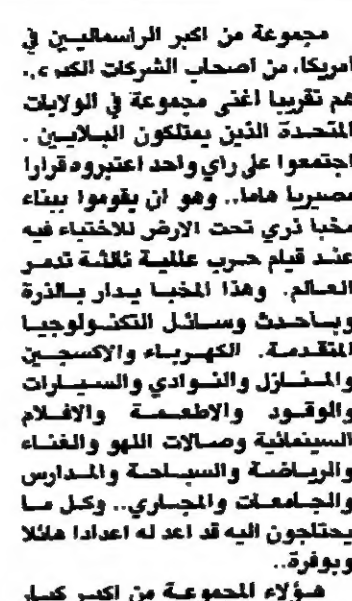 مجموعة من اكبر الراسماليين في
امريكا، من اصحاب الشركات الكبرى،
هم تقريبا اغنى مجموعة في الولايات
المتحدة الذين يمتلكون البلايين .
اجتمعوا على راي واحد اعتبروه قرارا
مصيريا هاما.. وهو ان يقوموا ببناء
مخبا ذري تحت الارض للاختباء فيه
عند قيام حرب عالمية ثالثة تدمر
العالم. وهذا المخبا يدار بالذرة
وباحدث وسائل التكنولوجيا
المتقدمة. الكهرباء والاكسجين
والمنازل والنوادي والسيارات
والوقود والاطعمة والافلام
السينمائية وصالات اللهو والغناء
والرياضة والسباحة والمدارس
والجامعات والمجاري.. وكل ما
يحتاجون اليه قد اعد له اعدادا هائلا
وبوفرة..
هؤلاء المجموعة من اكبر كبار